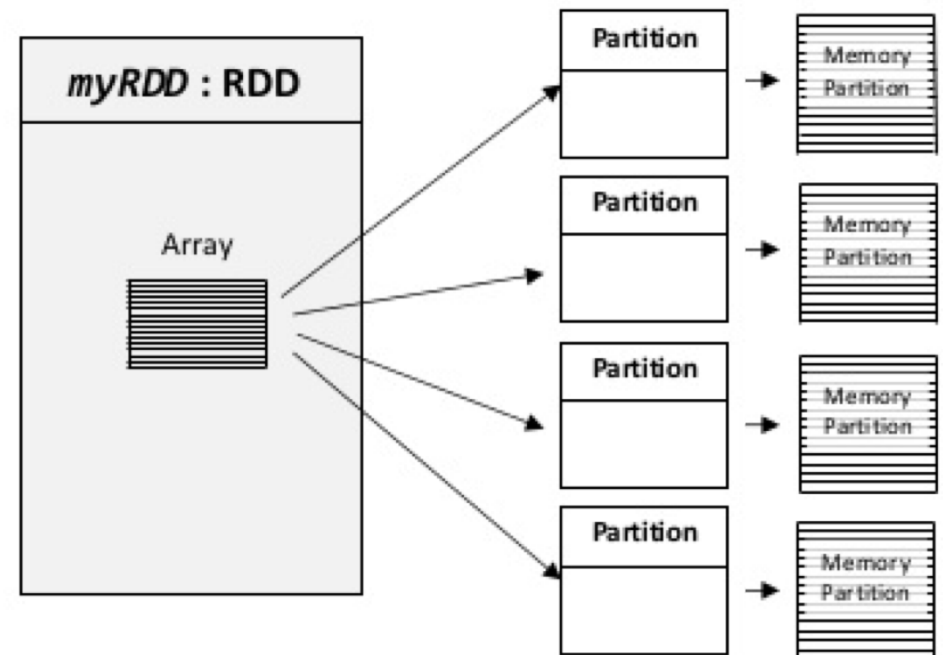 myRDD : RDD
Array
Partition
Memory
Partition
Partition
Memory
Partition
Partition
Memory
Partition
Partition
Memory
Partition